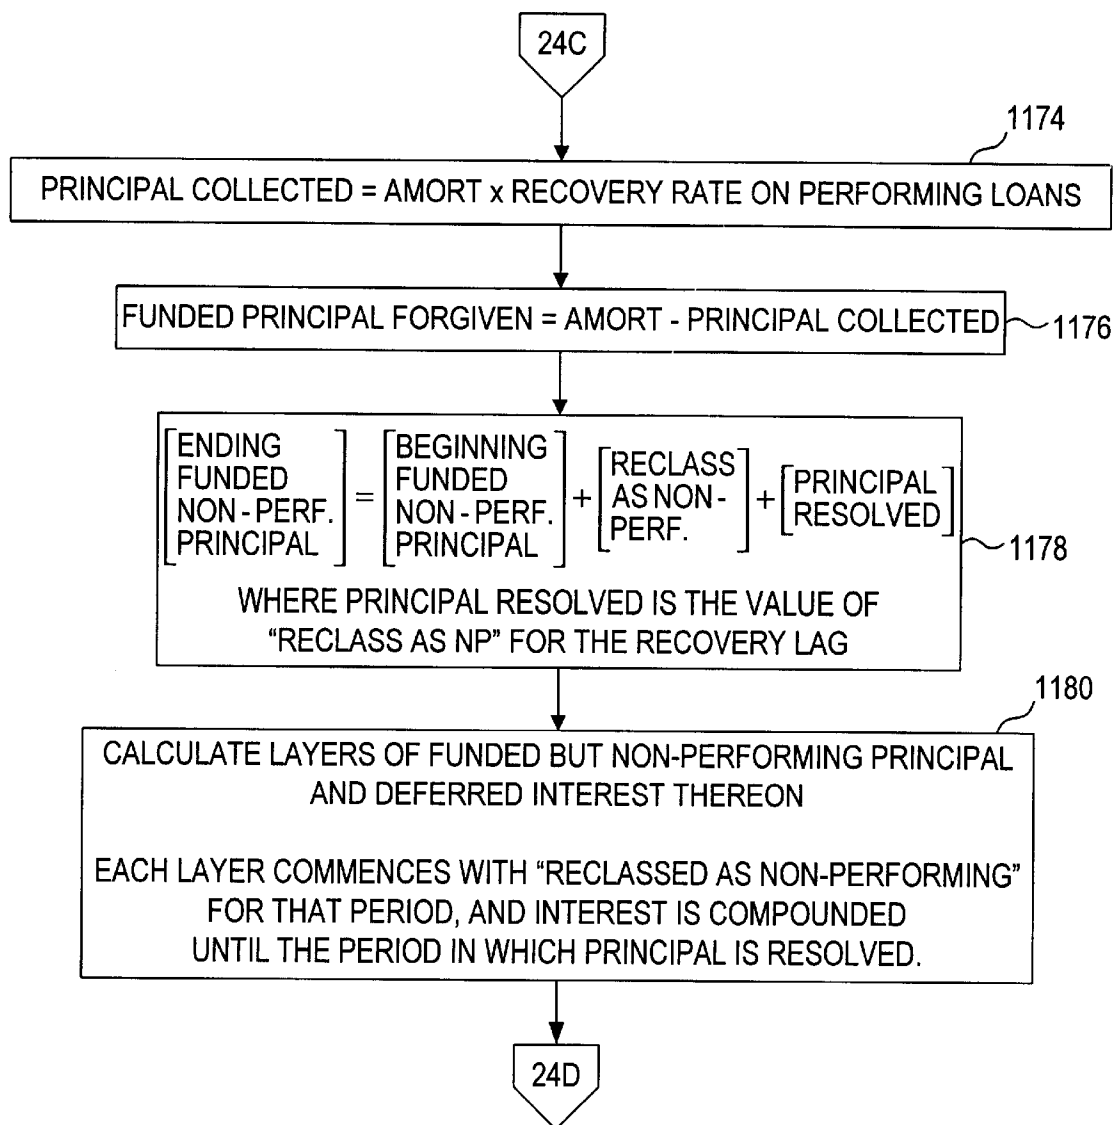 24C
1174
PRINCIPAL COLLECTED = AMORT x RECOVERY RATE ON PERFORMING LOANS
FUNDED PRINCIPAL FORGIVEN = AMORT - PRINCIPAL COLLECTED
1176
ENDING
FUNDED
NON-PERF.
PRINCIPAL
=
BEGINNING
FUNDED
NON-PERF.
PRINCIPAL
+
RECLASS
AS NON-
PERF.
+
PRINCIPAL
RESOLVED
1178
WHERE PRINCIPAL RESOLVED IS THE VALUE OF
“RECLASS AS NP” FOR THE RECOVERY LAG
1180
CALCULATE LAYERS OF FUNDED BUT NON-PERFORMING PRINCIPAL
AND DEFERRED INTEREST THEREON
EACH LAYER COMMENCES WITH “RECLASSED AS NON-PERFORMING”
FOR THAT PERIOD, AND INTEREST IS COMPOUNDED
UNTIL THE PERIOD IN WHICH PRINCIPAL IS RESOLVED.
24D